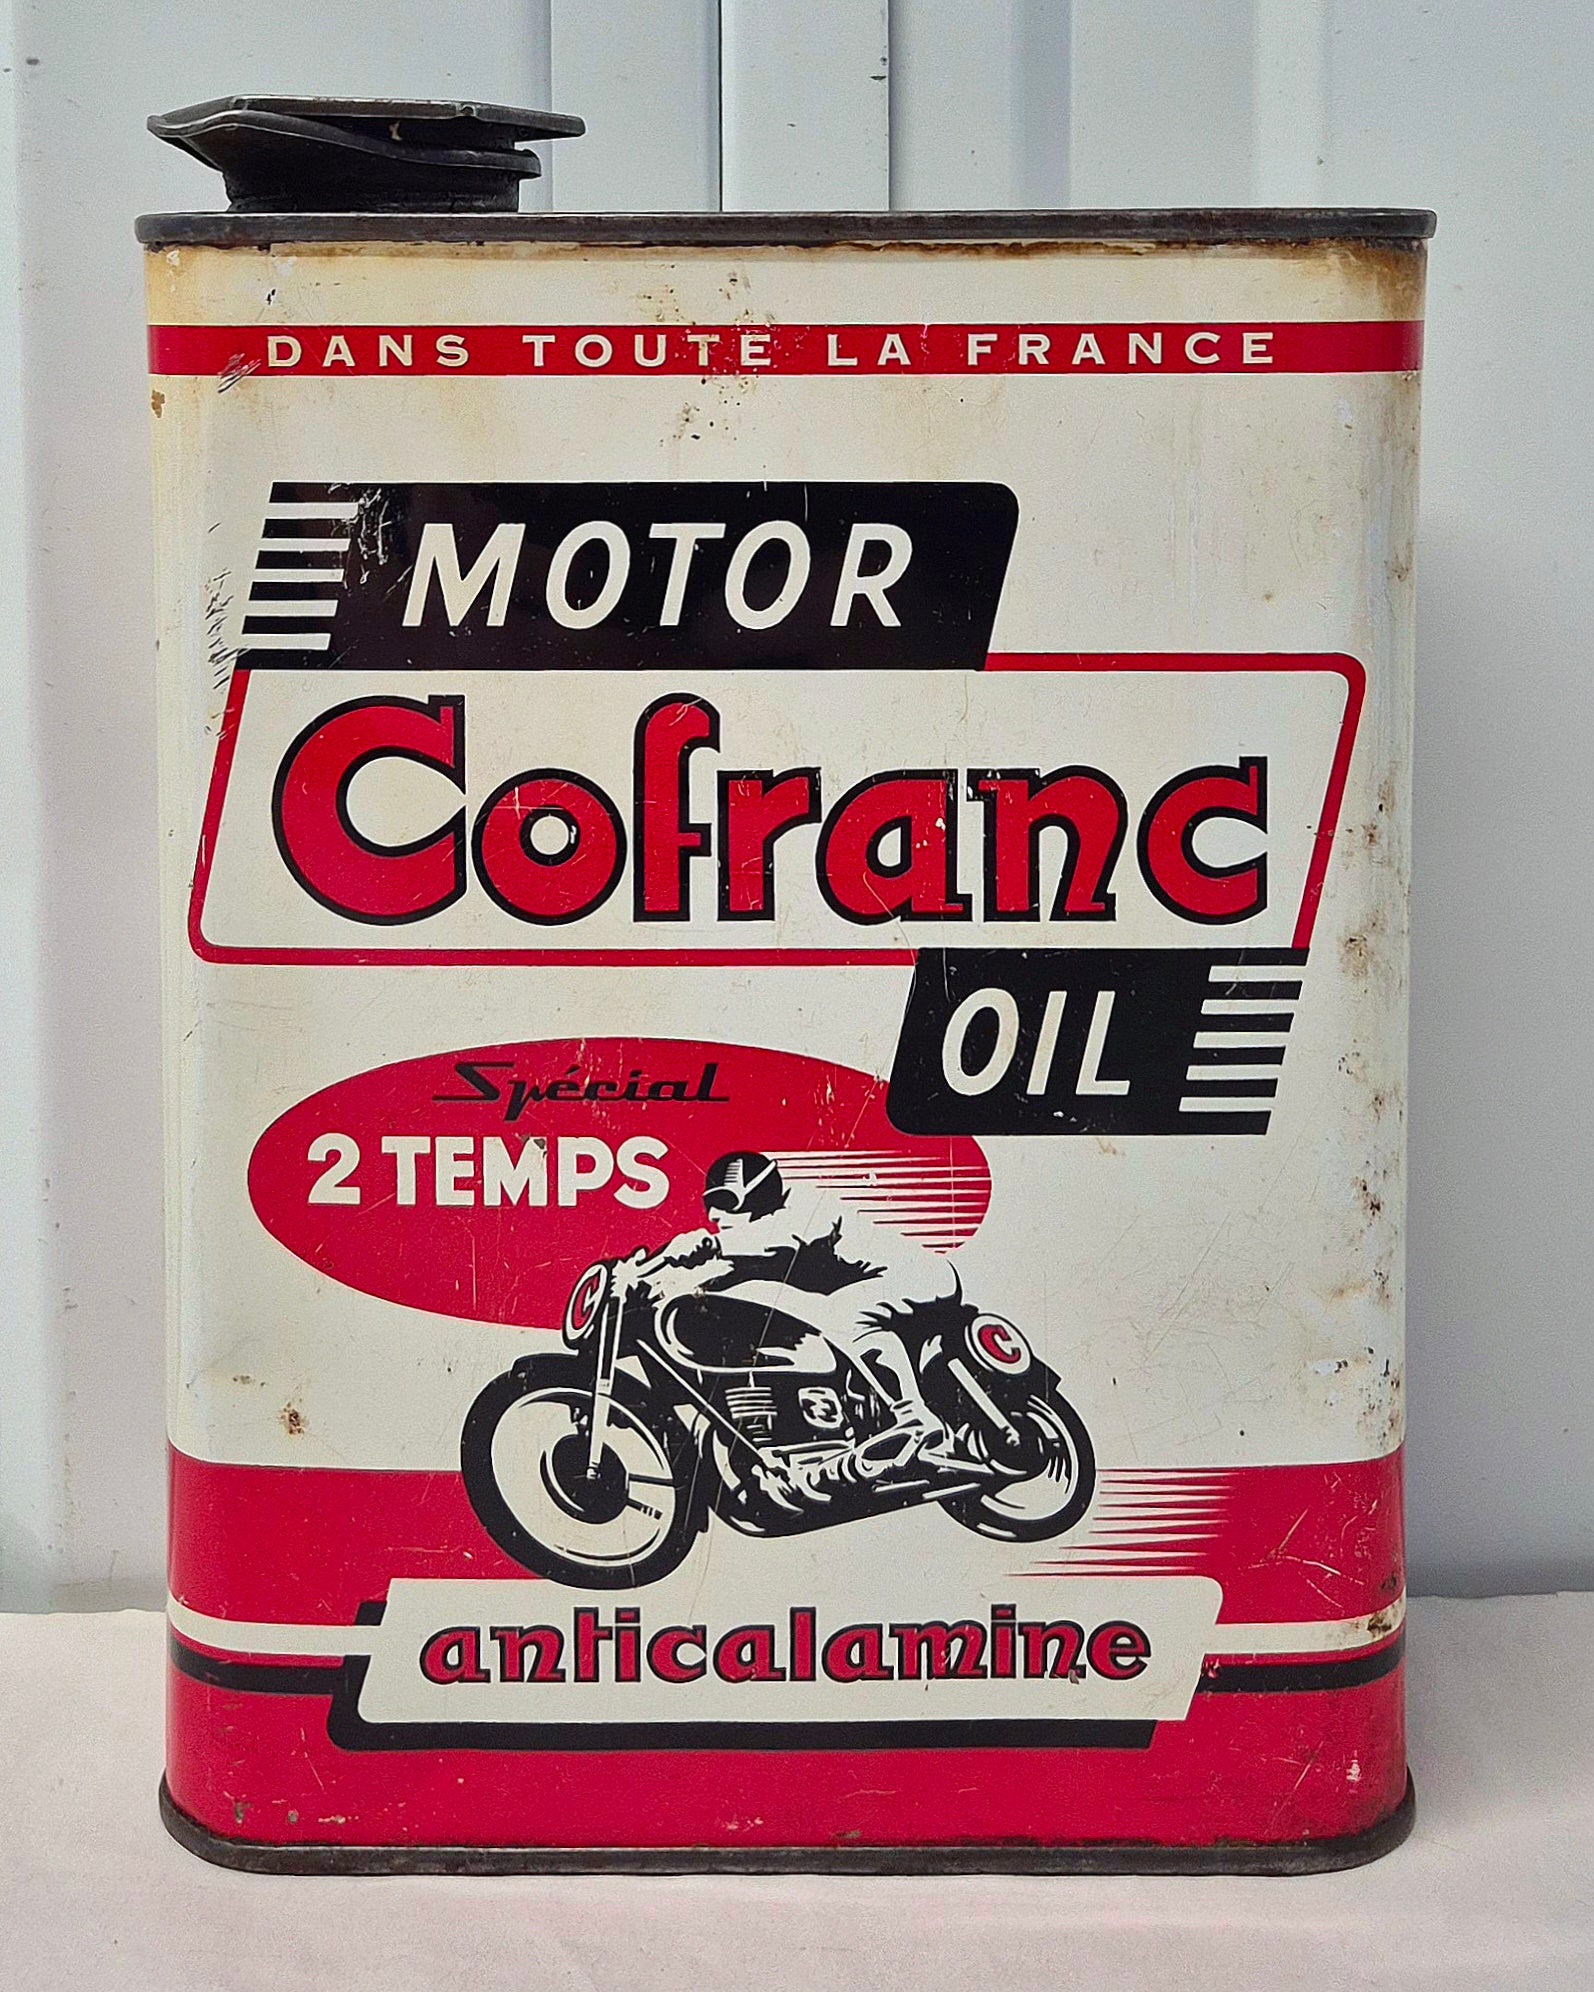 DANS TOUTE LA FRANCE
MOTOR
Cofranc
OIL
Spécial
2 TEMPS
C
C
anticalamine